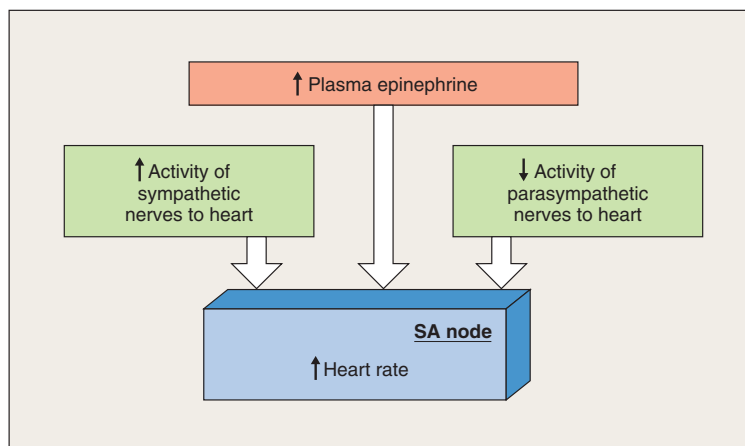 ↑ Plasma epinephrine
↑ Activity of
sympathetic
nerves to heart
↓ Activity of
parasympathetic
nerves to heart
SA node
↑ Heart rate